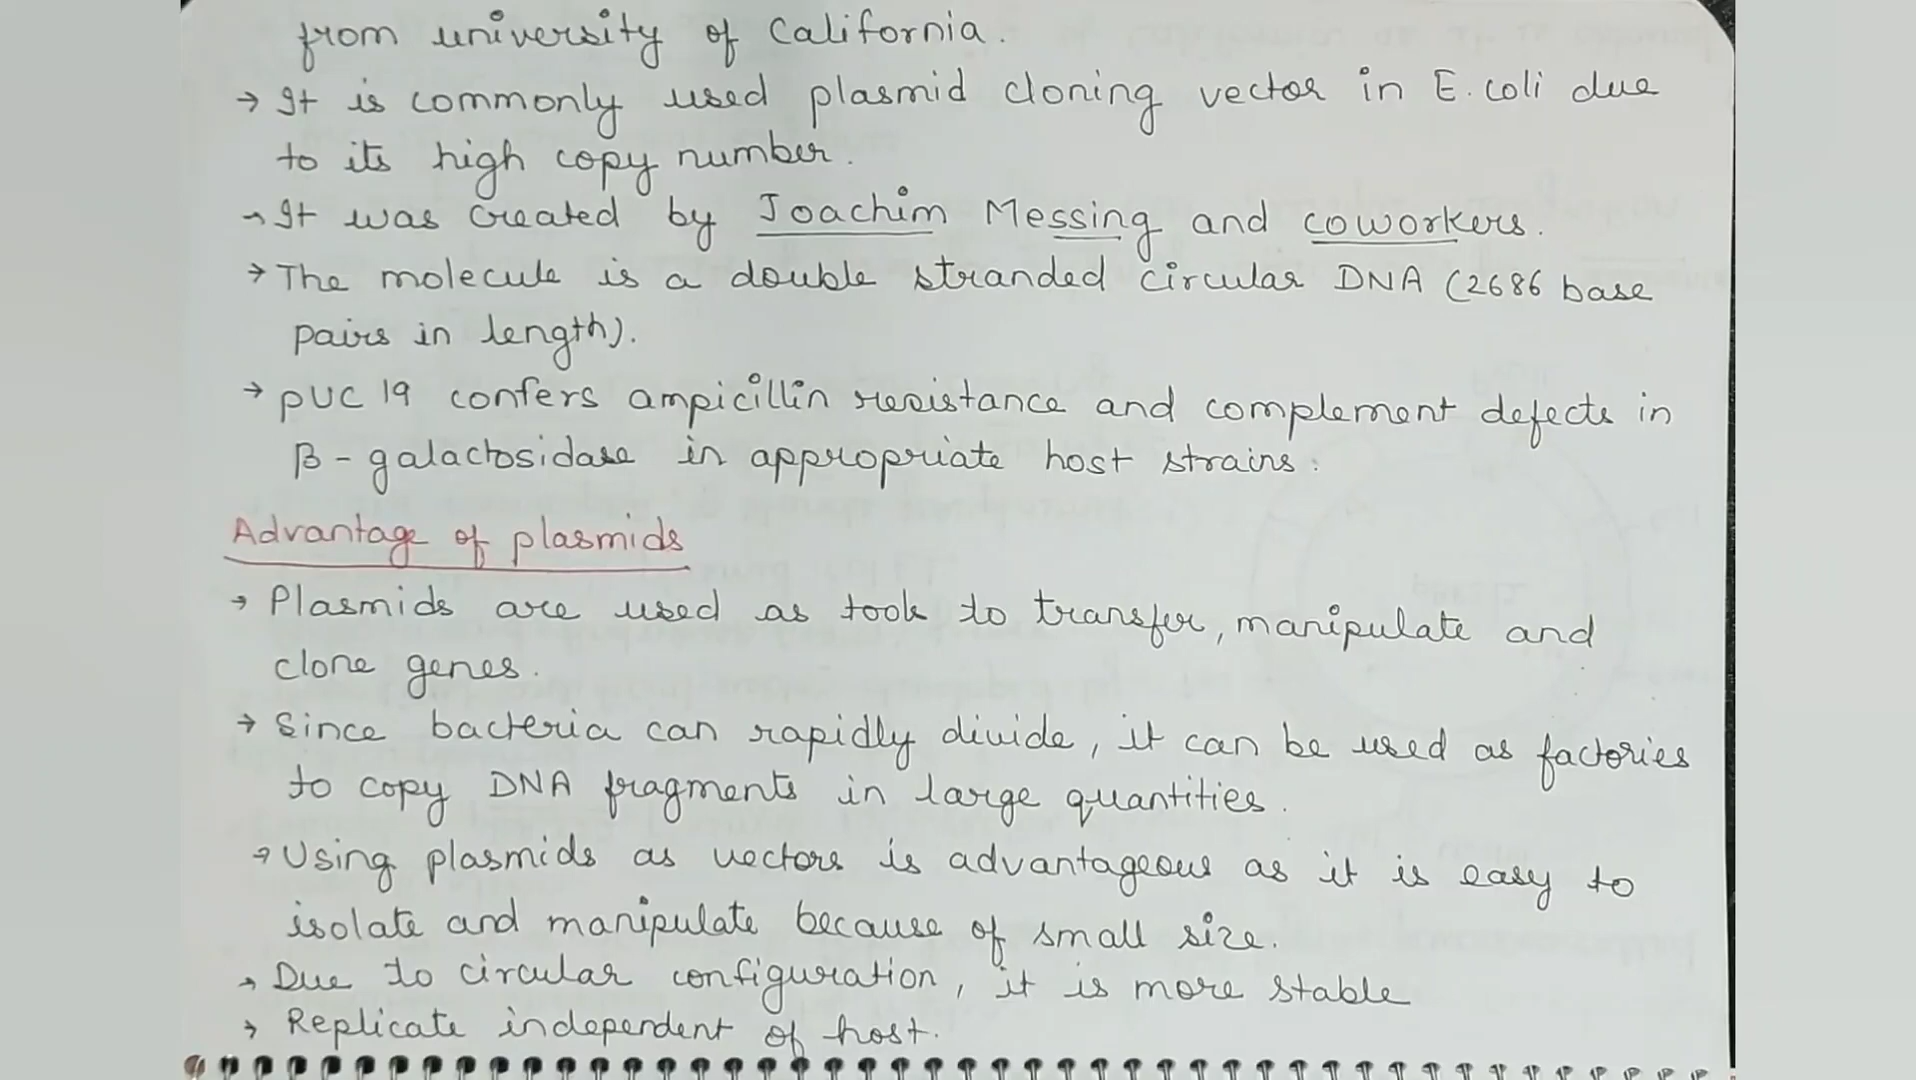 from university of California.
→ It is commonly used plasmid cloning vector in E.coli due
to its high copy number.
→ It was created by Joachim Messing and coworkers.
→ The molecule is a double stranded circular DNA (2686 base
pairs in length).
→ pUC 19 confers ampicillin resistance and complement defects in
β-galactosidase in appropriate host strains.
Advantage of plasmids
→ Plasmids are used as tools to transfer, manipulate and
clone genes.
→ Since bacteria can rapidly divide, it can be used as factories
to copy DNA fragments in large quantities.
→ Using plasmids as vectors is advantageous as it is easy to
isolate and manipulate because of small size.
→ Due to circular configuration, it is more stable
→ Replicate independent of host.